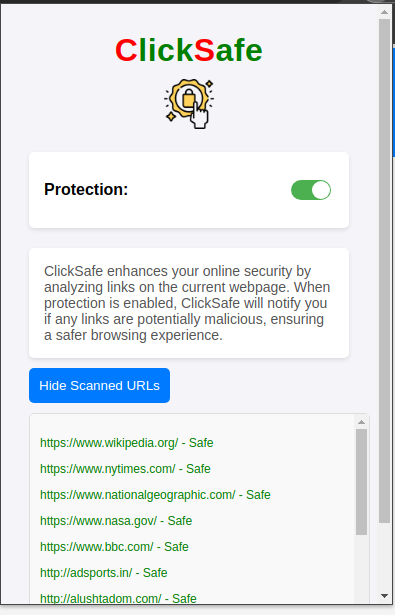 ClickSafe
Protection:
ClickSafe enhances your online security by
analyzing links on the current webpage. When
protection is enabled, ClickSafe will notify you
if any links are potentially malicious, ensuring
a safer browsing experience.
Hide Scanned URLs
https://www.wikipedia.org/ - Safe
https://www.nytimes.com/ - Safe
https://www.nationalgeographic.com/ - Safe
https://www.nasa.gov/ - Safe
https://www.bbc.com/ - Safe
http://adsports.in/ - Safe
http://alushtadom.com/ - Safe